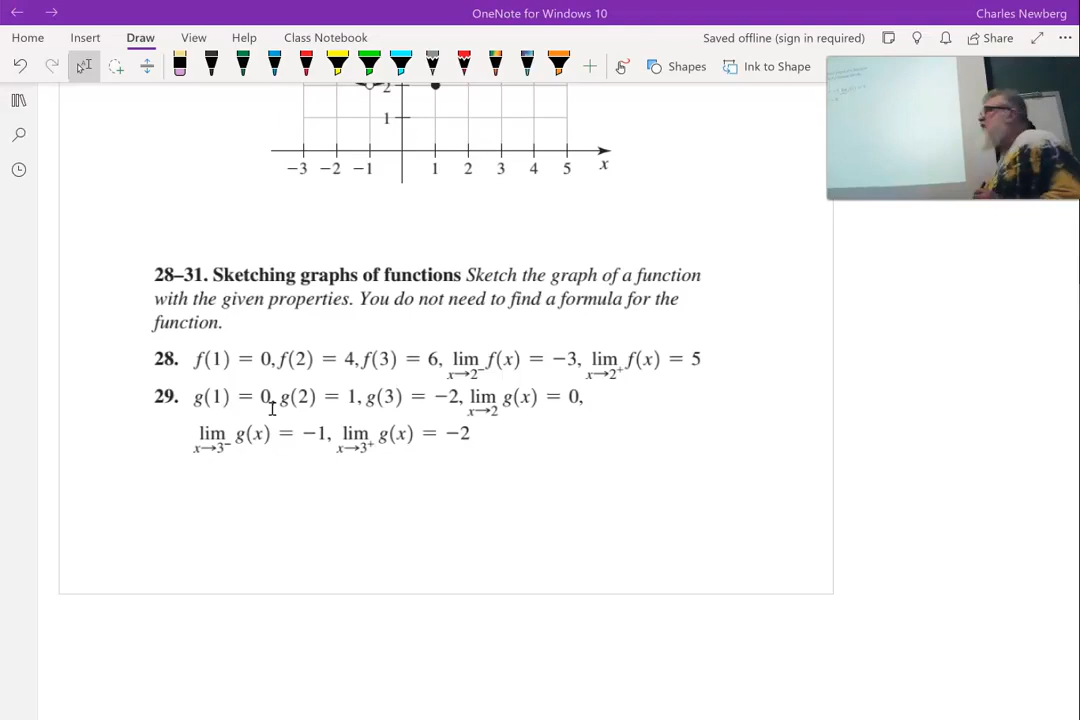 OneNote for Windows 10
Charles Newberg
Home Insert Draw View Help Class Notebook
Saved offline (sign in required)
Share
Shapes
Ink to Shape
2
1
−3 −2 −1 1 2 3 4 5 x
28–31. Sketching graphs of functions Sketch the graph of a function
with the given properties. You do not need to find a formula for the
function.
28. f(1) = 0, f(2) = 4, f(3) = 6, lim x→2⁻ f(x) = −3, lim x→2⁺ f(x) = 5
29. g(1) = 0, g(2) = 1, g(3) = −2, lim x→2 g(x) = 0,
lim x→3⁻ g(x) = −1, lim x→3⁺ g(x) = −2